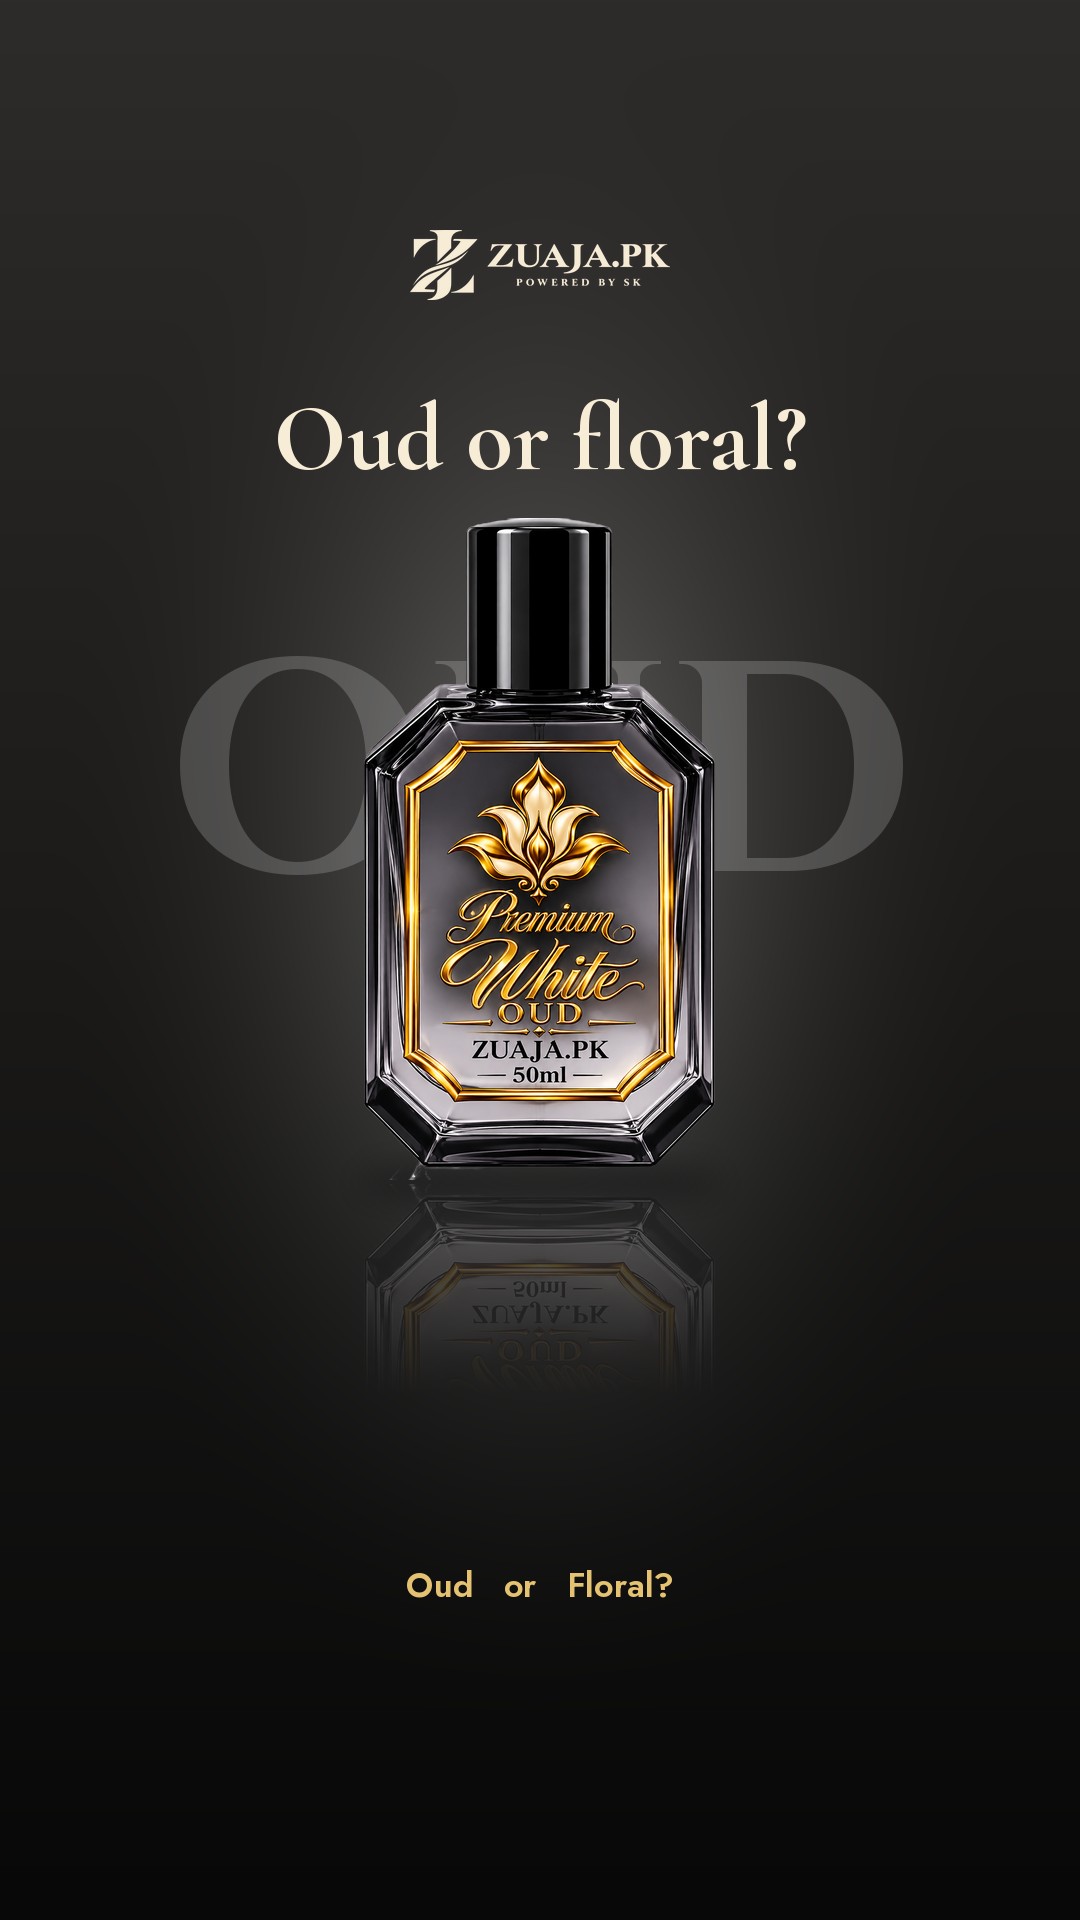 ZUAJA.PK
POWERED BY SK
Oud or floral?
OUD
Premium
White
OUD
ZUAJA.PK
50ml
Oud or Floral?